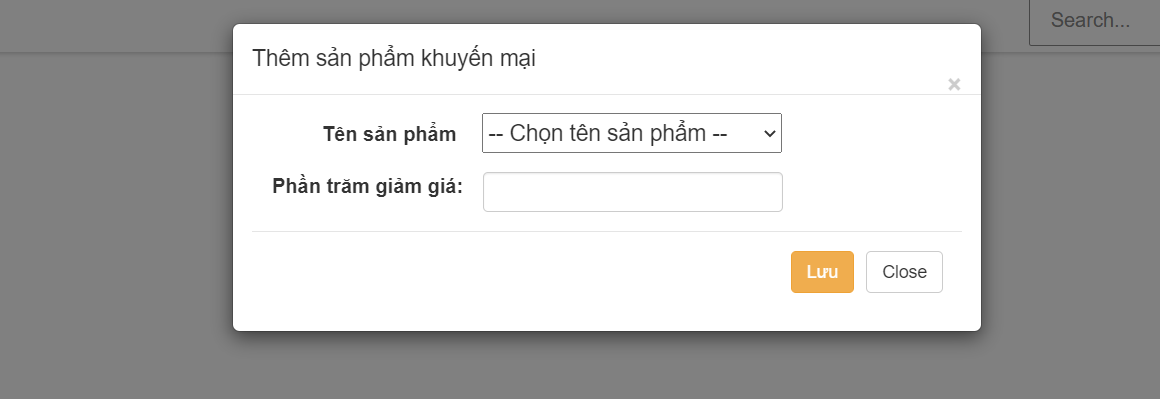 Search...
Thêm sản phẩm khuyến mại
×
Tên sản phẩm
-- Chọn tên sản phẩm --
Phần trăm giảm giá:
Lưu
Close